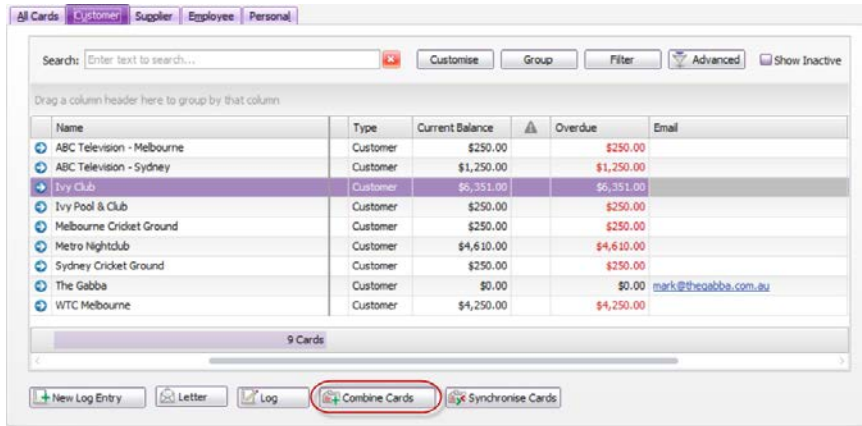 All Cards Customer Supplier Employee Personal
Search: Enter text to search... Customise Group Filter Advanced Show Inactive
Drag a column header here to group by that column
Name Type Current Balance Overdue Email
ABC Television - Melbourne Customer $250.00 $250.00
ABC Television - Sydney Customer $1,250.00 $1,250.00
Ivy Club Customer $6,351.00 $6,351.00
Ivy Pool & Club Customer $250.00 $250.00
Melbourne Cricket Ground Customer $250.00 $250.00
Metro Nightclub Customer $4,610.00 $4,610.00
Sydney Cricket Ground Customer $250.00 $250.00
The Gabba Customer $0.00 $0.00 mark@thegabba.com.au
WTC Melbourne Customer $4,250.00 $4,250.00
9 Cards
New Log Entry Letter Log Combine Cards Synchronise Cards